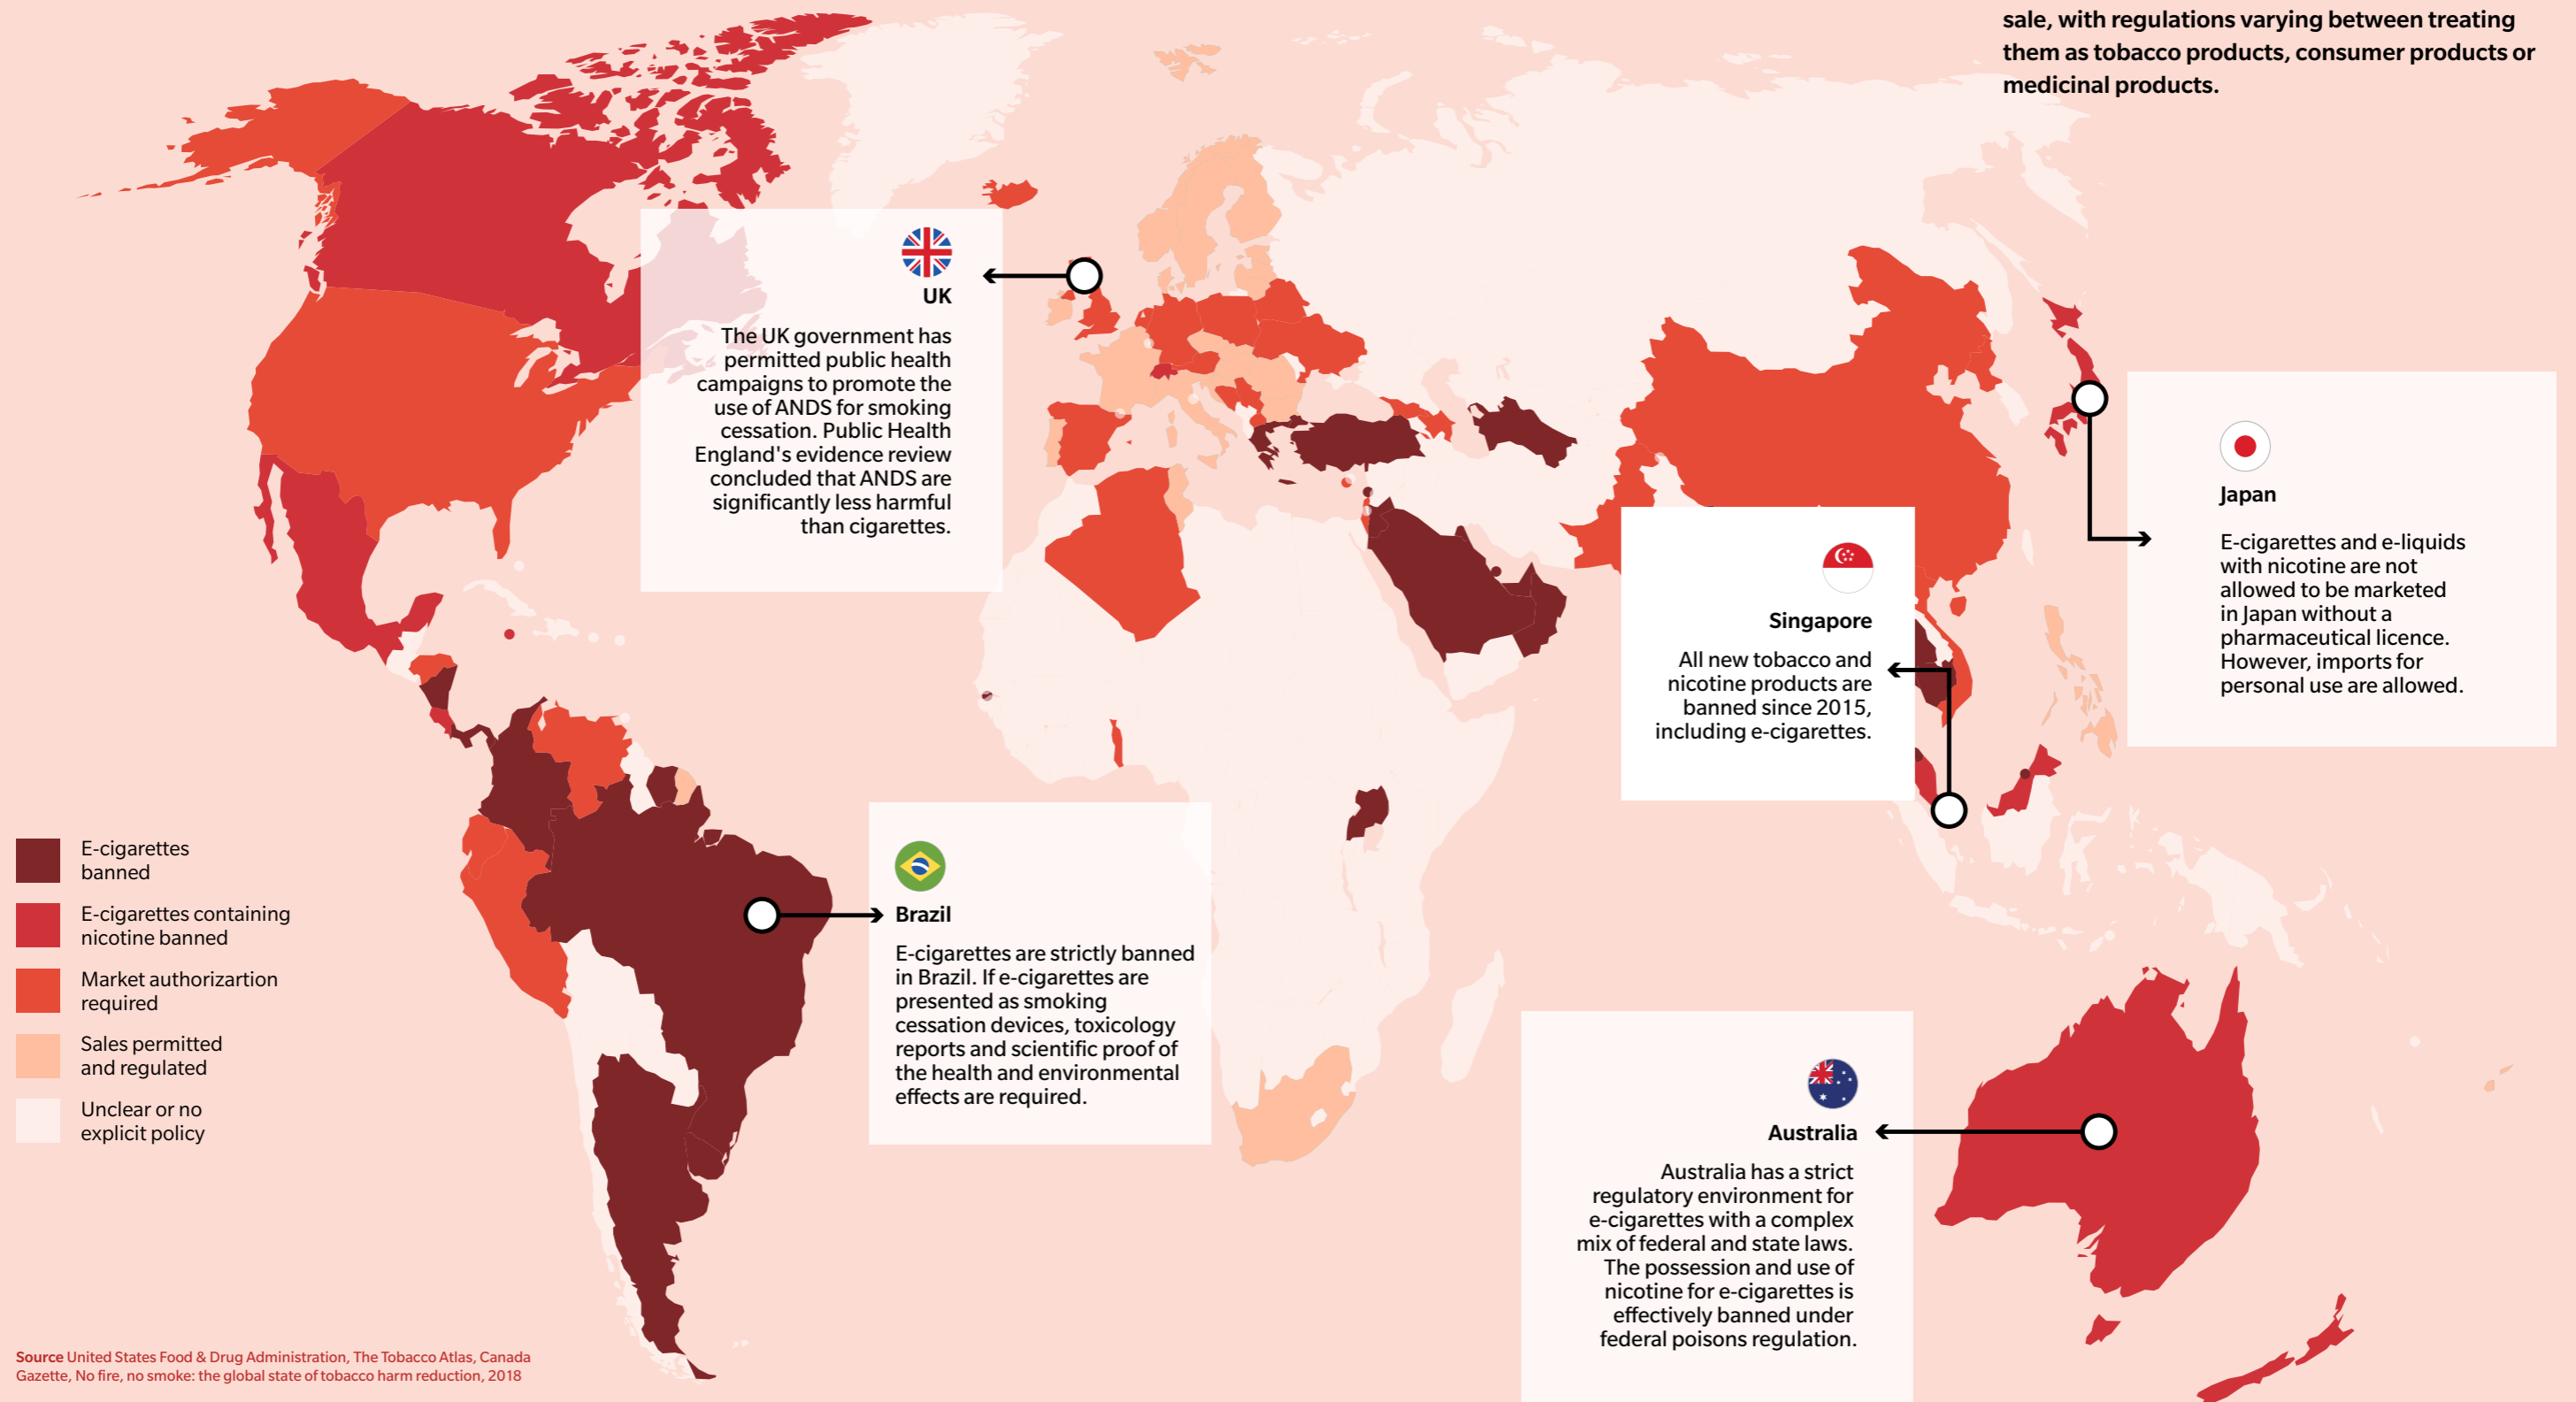 sale, with regulations varying between treating
them as tobacco products, consumer products or
medicinal products.
UK
The UK government has
permitted public health
campaigns to promote the
use of ANDS for smoking
cessation. Public Health
England's evidence review
concluded that ANDS are
significantly less harmful
than cigarettes.
Japan
E-cigarettes and e-liquids
with nicotine are not
allowed to be marketed
in Japan without a
pharmaceutical licence.
However, imports for
personal use are allowed.
Singapore
All new tobacco and
nicotine products are
banned since 2015,
including e-cigarettes.
E-cigarettes
banned
E-cigarettes containing
nicotine banned
Market authorizartion
required
Sales permitted
and regulated
Unclear or no
explicit policy
Brazil
E-cigarettes are strictly banned
in Brazil. If e-cigarettes are
presented as smoking
cessation devices, toxicology
reports and scientific proof of
the health and environmental
effects are required.
Australia
Australia has a strict
regulatory environment for
e-cigarettes with a complex
mix of federal and state laws.
The possession and use of
nicotine for e-cigarettes is
effectively banned under
federal poisons regulation.
Source United States Food & Drug Administration, The Tobacco Atlas, Canada
Gazette, No fire, no smoke: the global state of tobacco harm reduction, 2018